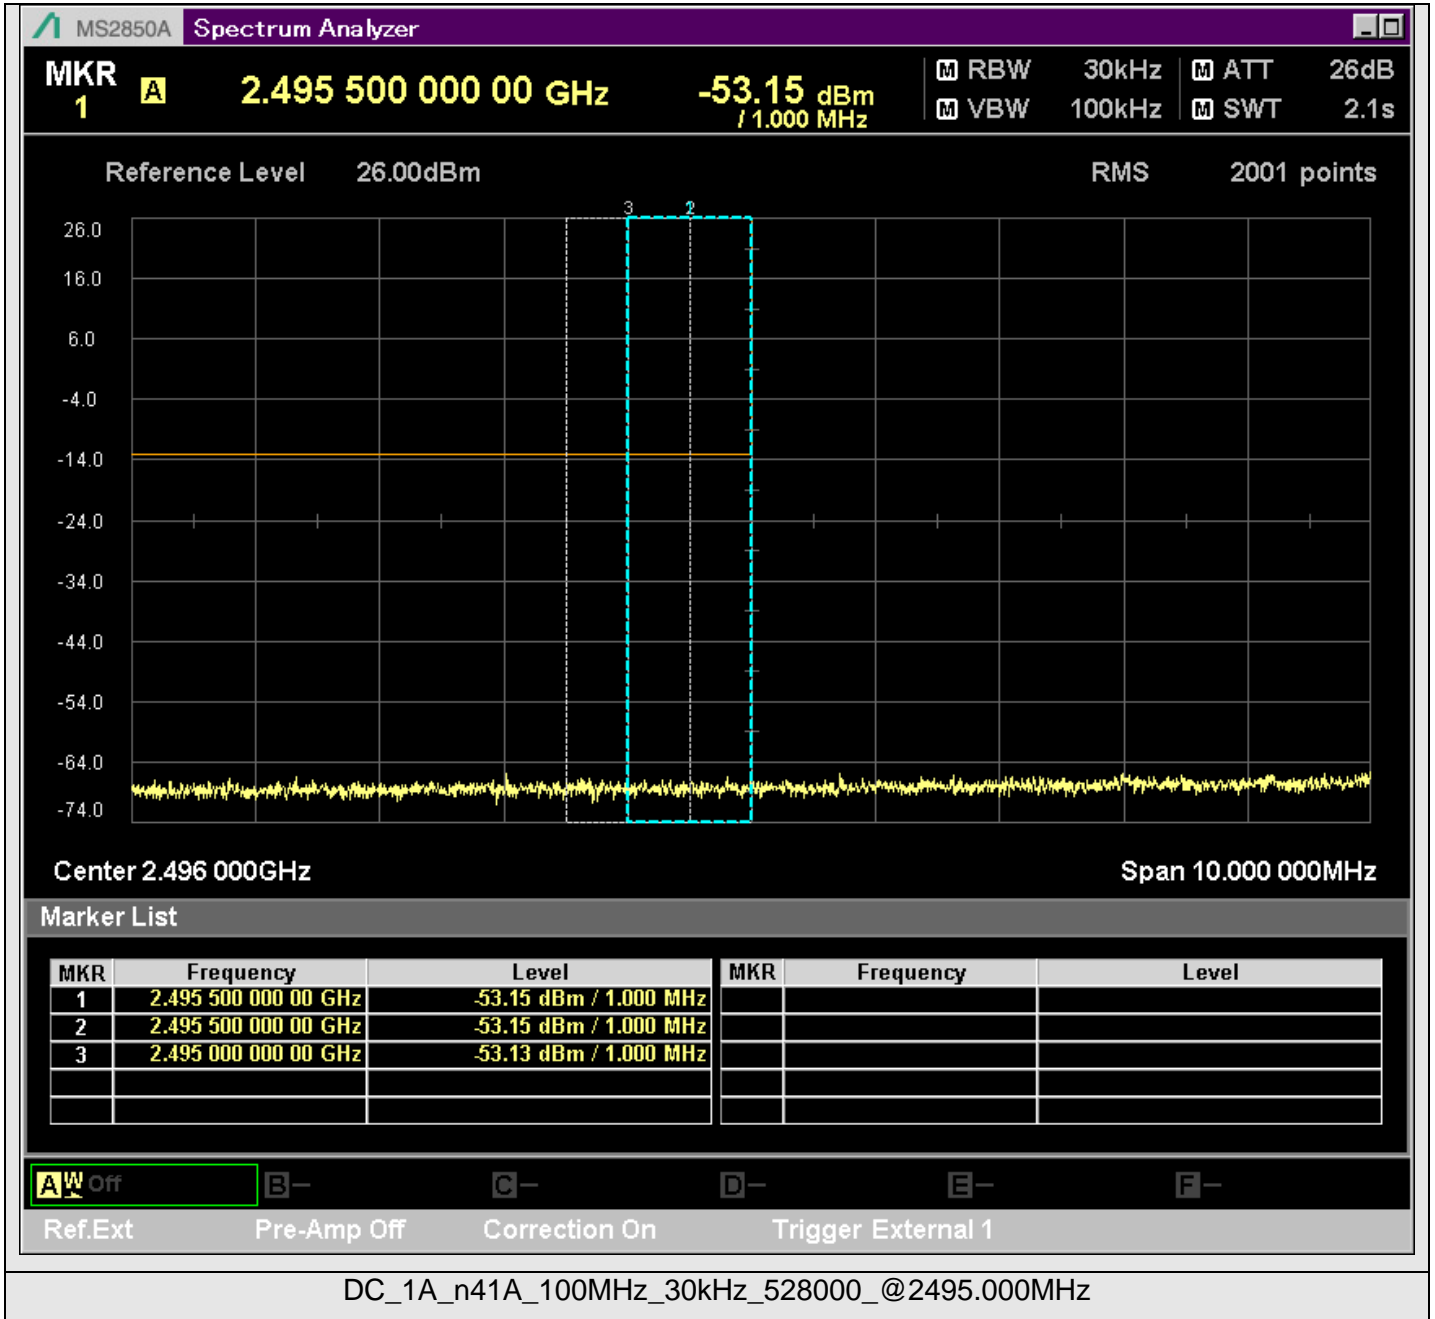 MS2850A Spectrum Analyzer
MKR 1 A 2.495 500 000 00 GHz -53.15 dBm / 1.000 MHz
M RBW 30kHz M ATT 26dB
M VBW 100kHz M SWT 2.1s
Reference Level 26.00dBm RMS 2001 points
3 2
26.0
16.0
6.0
-4.0
-14.0
-24.0
-34.0
-44.0
-54.0
-64.0
-74.0
Center 2.496 000GHz Span 10.000 000MHz
Marker List
MKR Frequency Level MKR Frequency Level
1 2.495 500 000 00 GHz -53.15 dBm / 1.000 MHz
2 2.495 500 000 00 GHz -53.15 dBm / 1.000 MHz
3 2.495 000 000 00 GHz -53.13 dBm / 1.000 MHz
A W Off B – C – D – E – F –
Ref.Ext Pre-Amp Off Correction On Trigger External 1
DC_1A_n41A_100MHz_30kHz_528000_@2495.000MHz